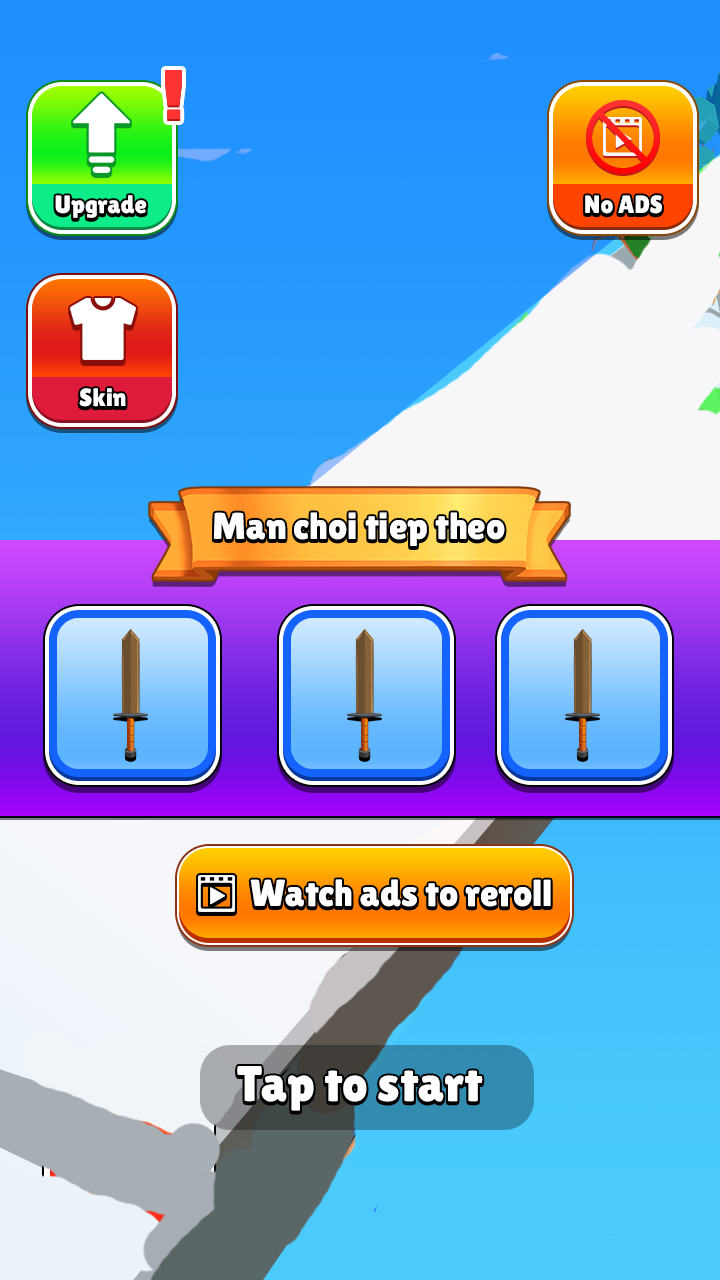 Upgrade
No ADS
Skin
Man choi tiep theo
Watch ads to reroll
Tap to start